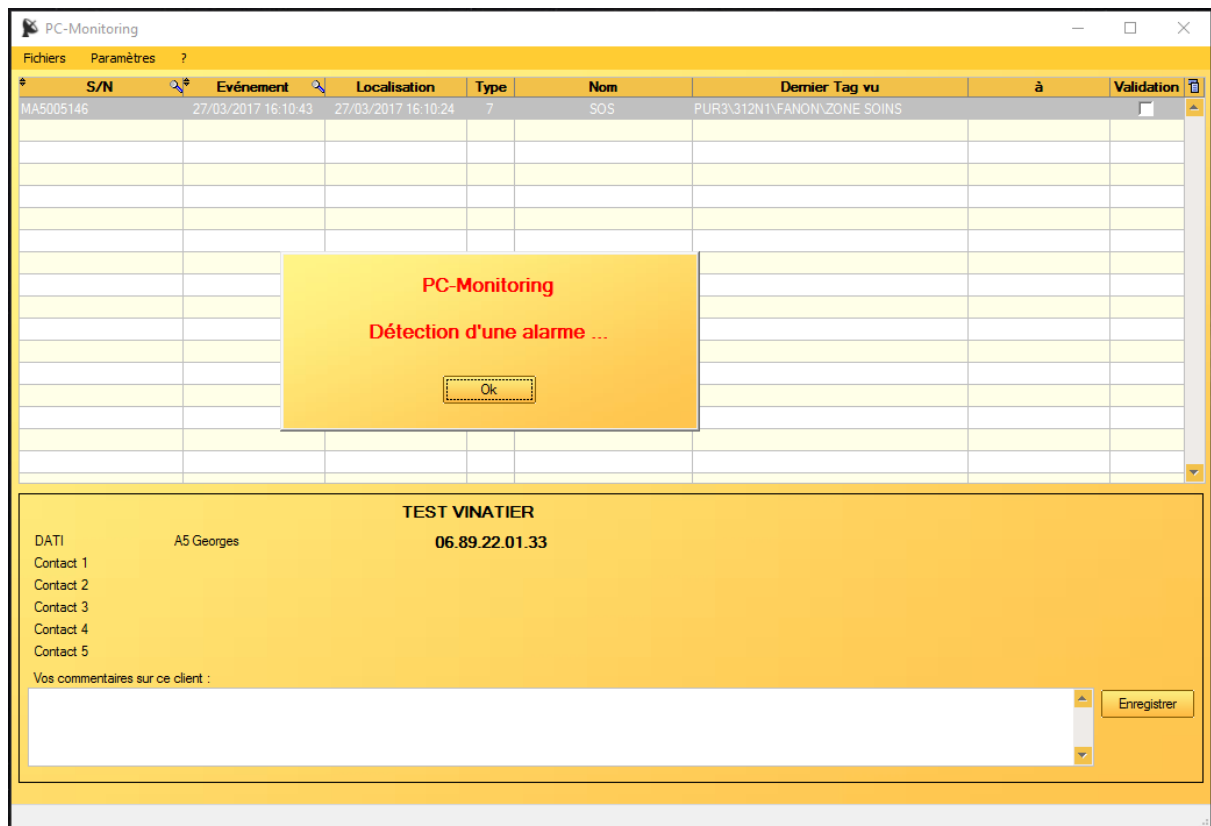 PC-Monitoring
Fichiers Paramètres ?
S/N Evénement Localisation Type Nom Dernier Tag vu à Validation
MA5005146 27/03/2017 16:10:43 27/03/2017 16:10:24 7 SOS PUR3\312N1\FANON\ZONE SOINS
PC-Monitoring
Détection d'une alarme ...
Ok
TEST VINATIER
DATI A5 Georges 06.89.22.01.33
Contact 1
Contact 2
Contact 3
Contact 4
Contact 5
Vos commentaires sur ce client :
Enregistrer